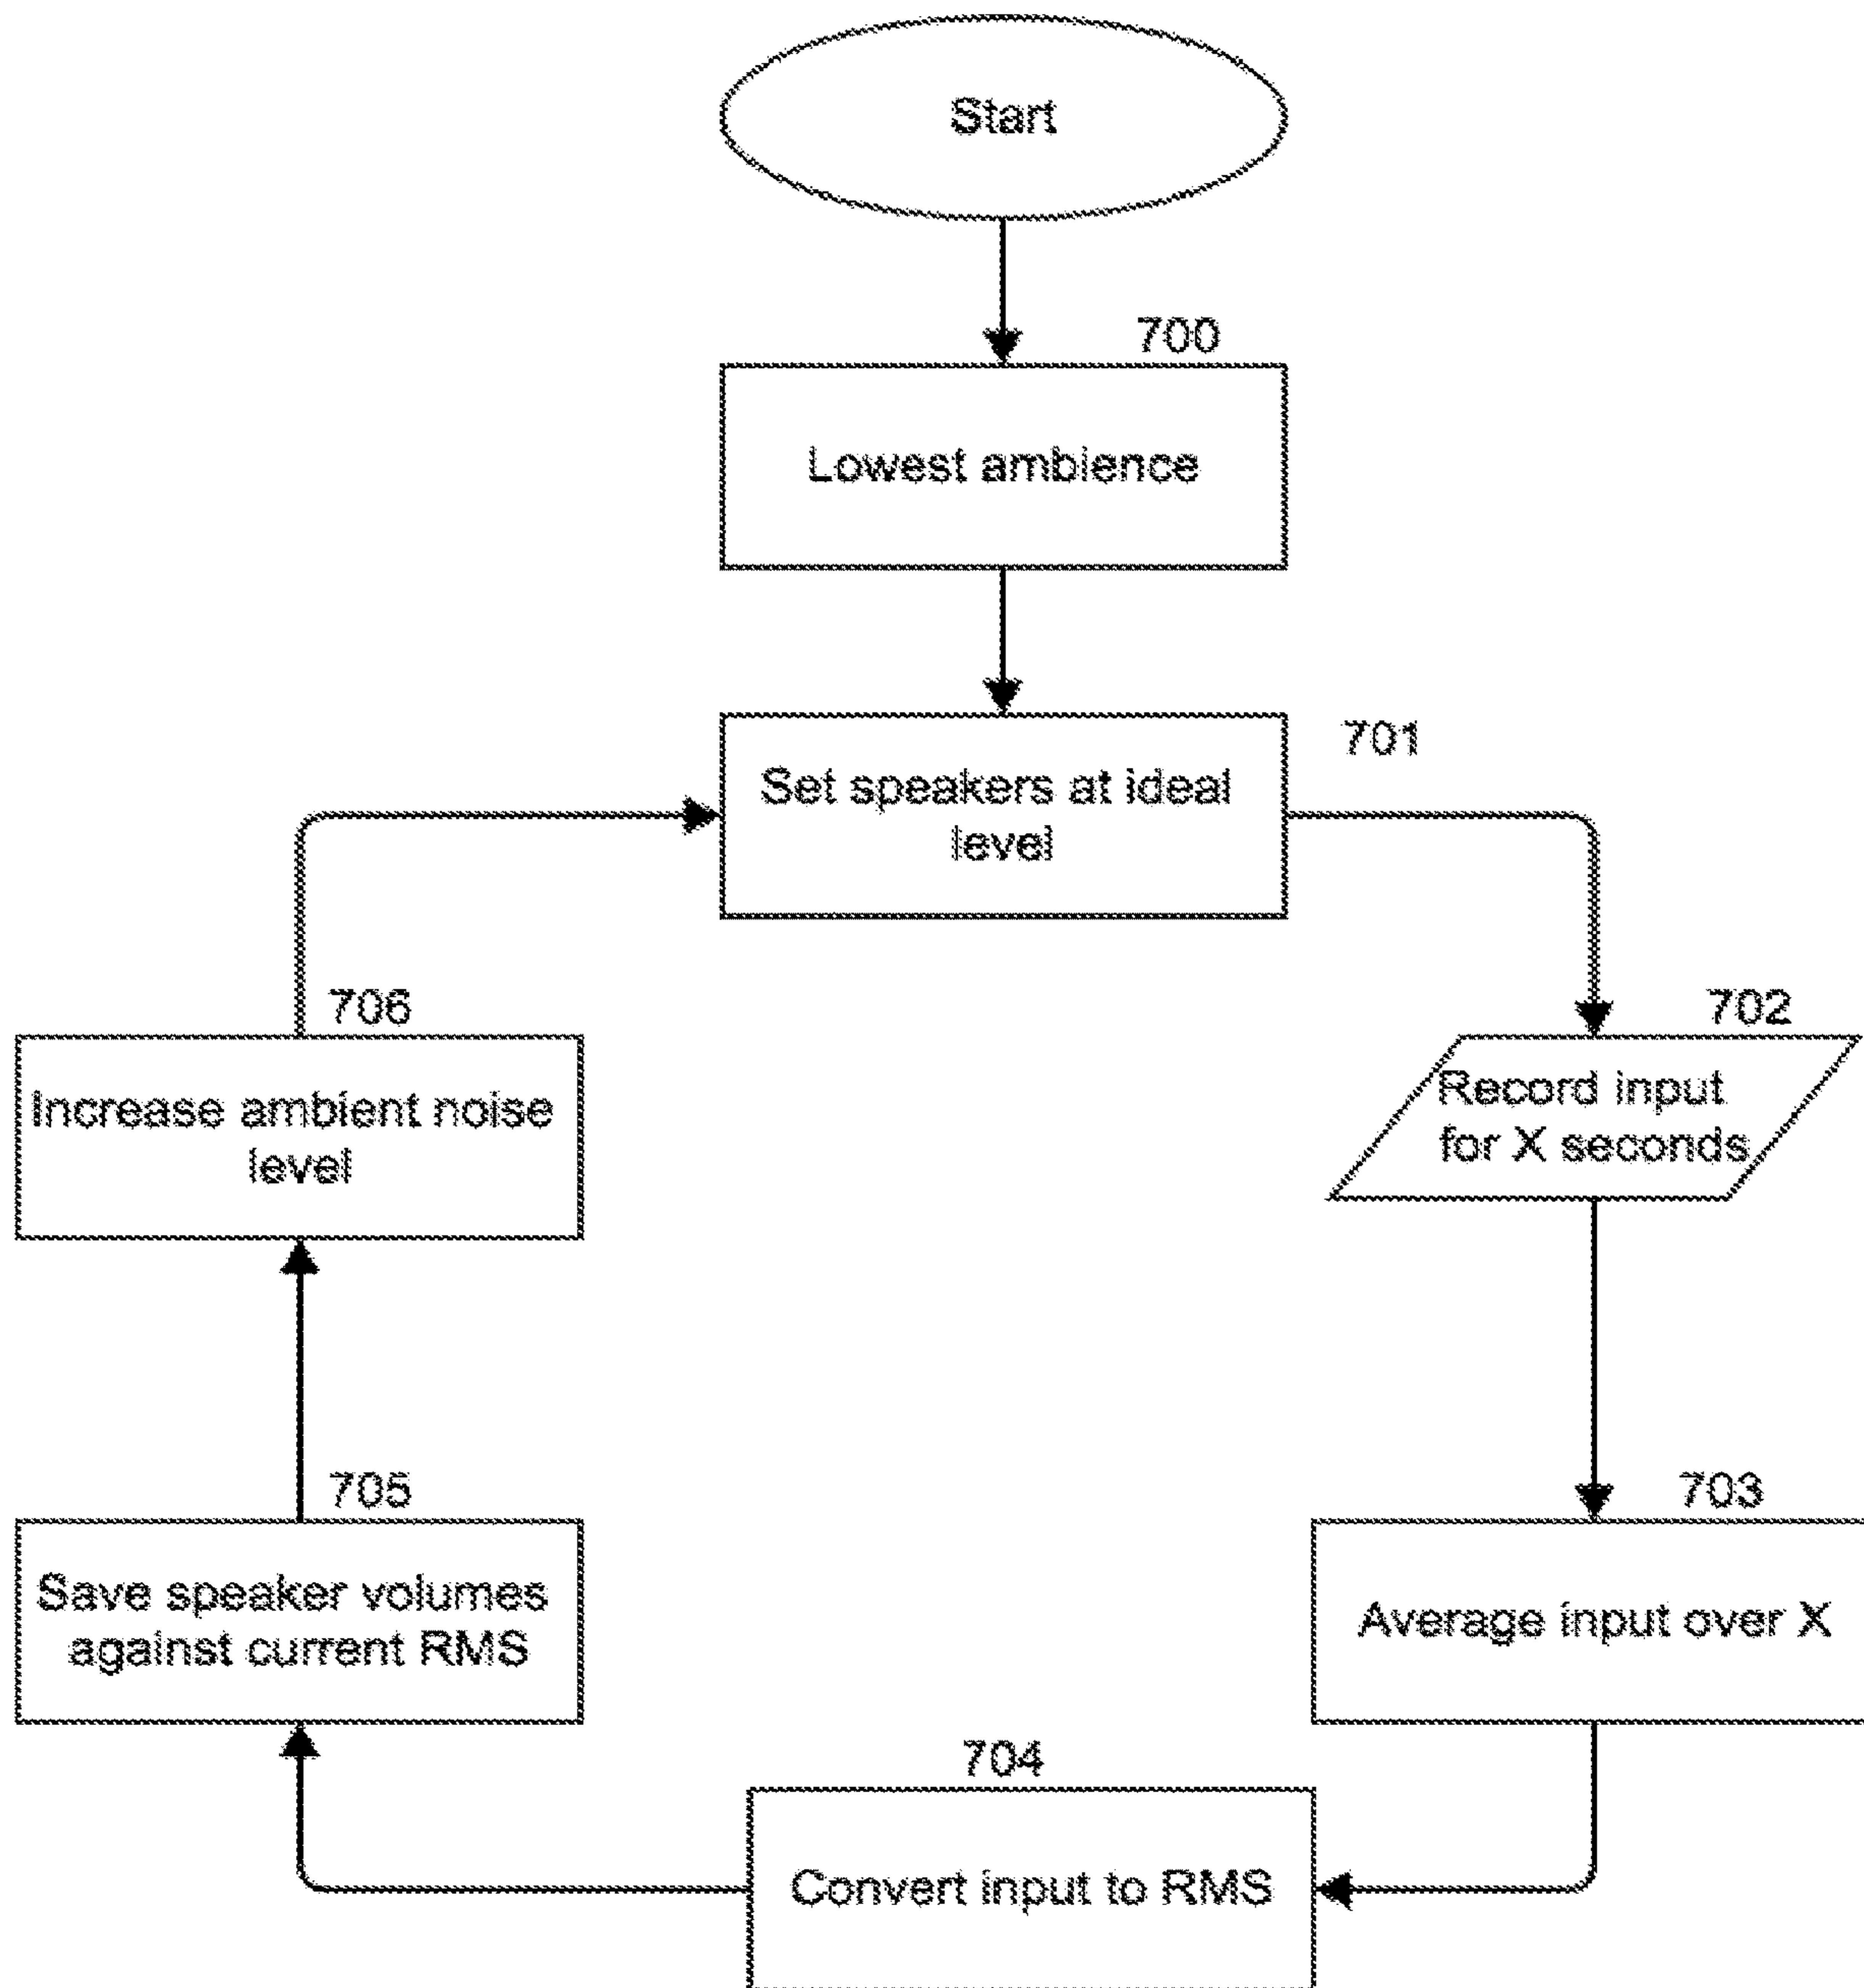 Start
700
Lowest ambience
701
Set speakers at ideal
level
702
Record input
for X seconds
703
Average input over X
704
Convert input to RMS
705
Save speaker volumes
against current RMS
706
Increase ambient noise
level